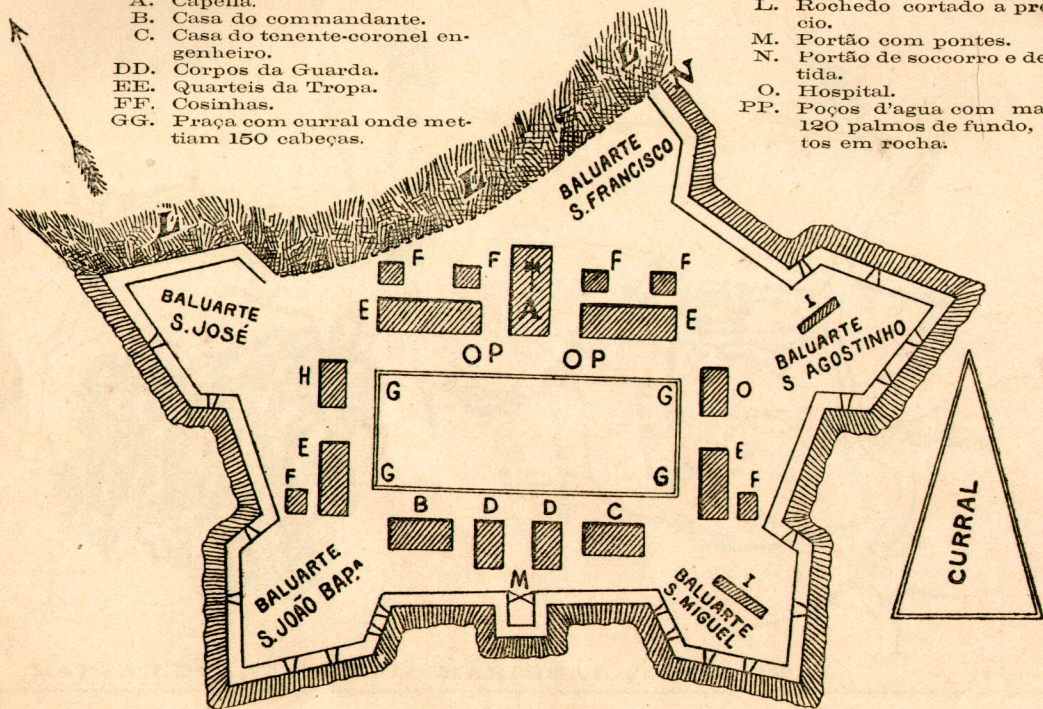 A. Capella.
B. Casa do commandante.
C. Casa do tenente-coronel en-
genheiro.
DD. Corpos da Guarda.
EE. Quarteis da Tropa.
FF. Cosinhas.
GG. Praça com curral onde met-
tiam 150 cabeças.
L. Rochedo cortado a
cio.
M. Portão com pontes.
N. Portão de soccorro e de
tida.
O. Hospital.
PP. Poços d'agua com
120 palmos de fundo,
tos em rocha.
L
N
L
L
L
BALUARTE
S. FRANCISCO
BALUARTE
S. JOSÉ
F F A F F
E E
I
BALUARTE
S AGOSTINHO
OP OP
H
G G
O
E
F
G G
E
F
B D D C
M
BALUARTE
S. JOÃO BAP.ᴬ
I
BALUARTE
S. MIGUEL
CURRAL